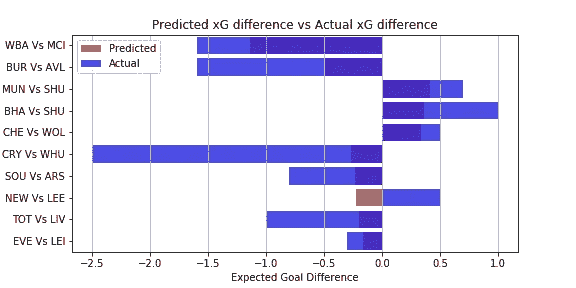 Predicted xG difference vs Actual xG difference
Predicted
Actual
WBA Vs MCI
BUR Vs AVL
MUN Vs SHU
BHA Vs SHU
CHE Vs WOL
CRY Vs WHU
SOU Vs ARS
NEW Vs LEE
TOT Vs LIV
EVE Vs LEI
−2.5 −2.0 −1.5 −1.0 −0.5 0.0 0.5 1.0
Expected Goal Difference